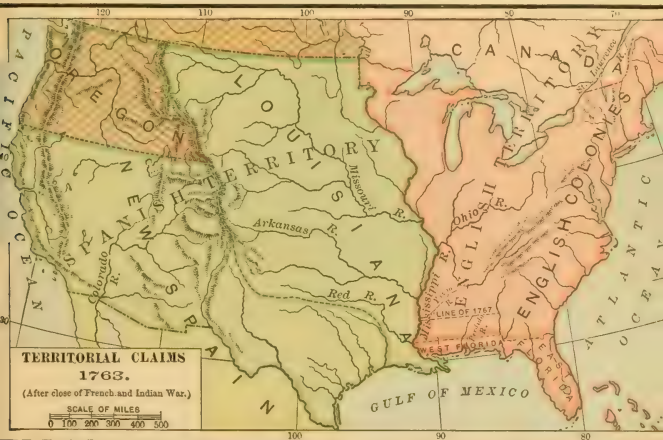 120
110
100
90
80
70
PACIFIC OCEAN
OREGON
LOUISIANA
CANADA
St. Lawrence R.
SPANISH TERRITORY
NEW SPAIN
ENGLISH TERRITORY
ENGLISH COLONIES
Missouri R.
Ohio R.
Arkansas R.
Colorado R.
Red R.
Mississippi R.
LINE OF 1767
WEST FLORIDA
EAST FLORIDA
ATLANTIC OCEAN
GULF OF MEXICO
30
TERRITORIAL CLAIMS
1763.
(After close of French and Indian War.)
SCALE OF MILES
0 100 200 300 400 500
100
90
80